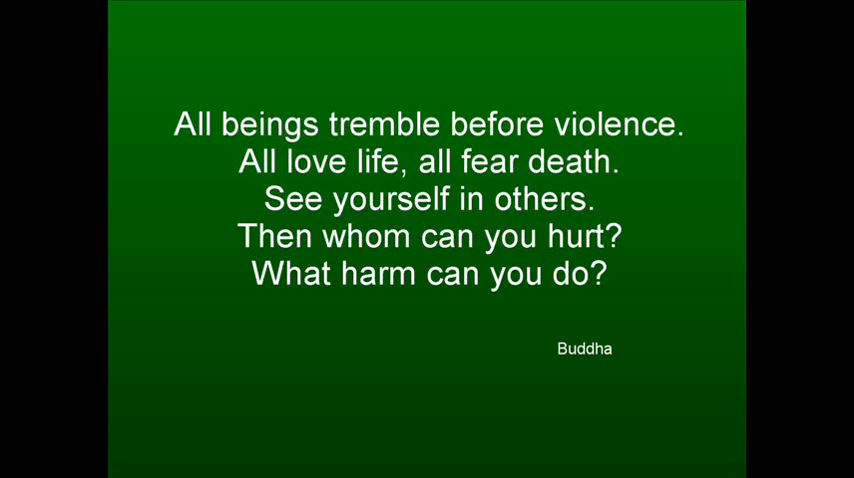 All beings tremble before violence.
All love life, all fear death.
See yourself in others.
Then whom can you hurt?
What harm can you do?
Buddha